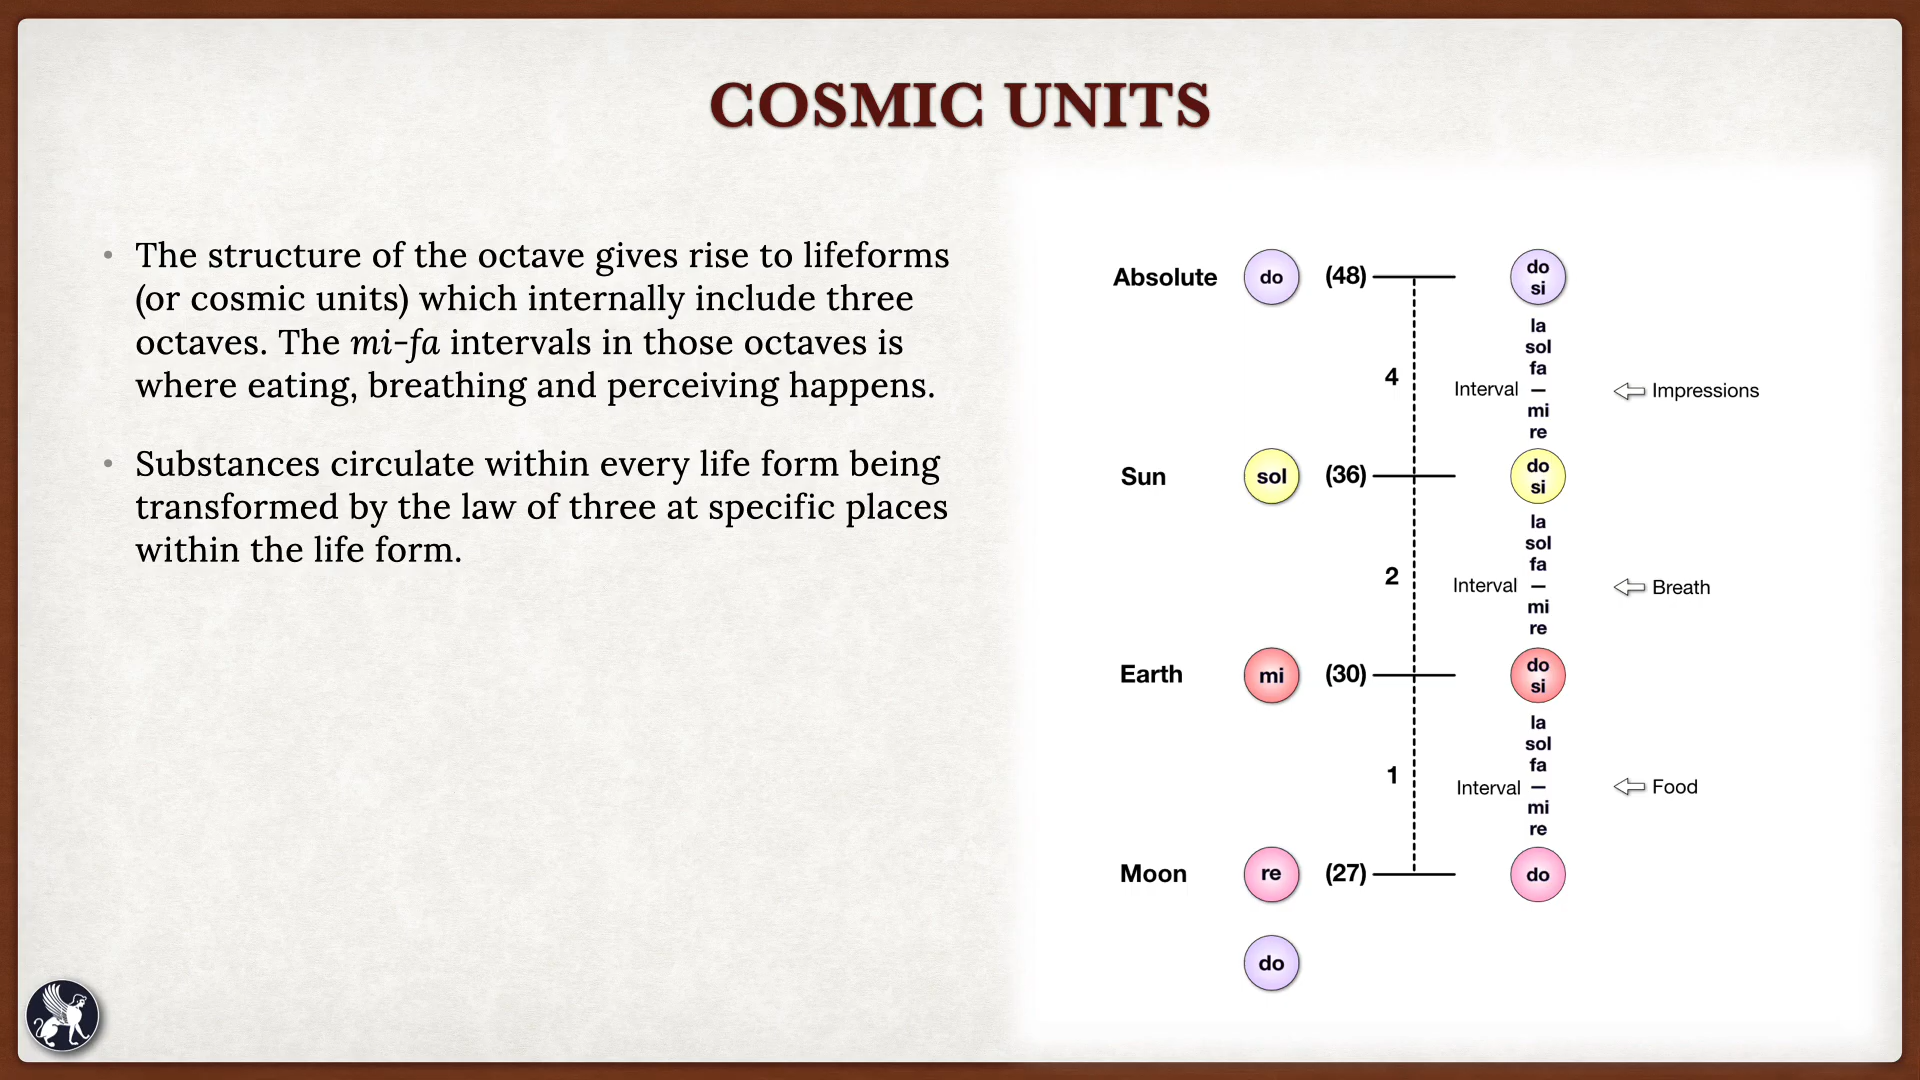 COSMIC UNITS
• The structure of the octave gives rise to lifeforms
(or cosmic units) which internally include three
octaves. The mi-fa intervals in those octaves is
where eating, breathing and perceiving happens.
• Substances circulate within every life form being
transformed by the law of three at specific places
within the life form.
Absolute do (48) do
si
la
sol
fa
4 Interval – Impressions
mi
re
Sun sol (36) do
si
la
sol
fa
2 Interval – Breath
mi
re
Earth mi (30) do
si
la
sol
fa
1 Interval – Food
mi
re
Moon re (27) do
do